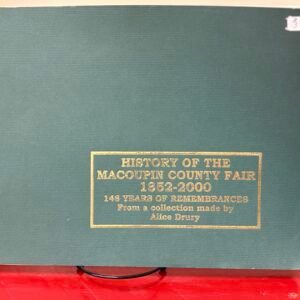 HISTORY OF THE
MACOUPIN COUNTY FAIR
1852-2000
148 YEARS OF REMEMBRANCES
From a collection made by
Alice Drury